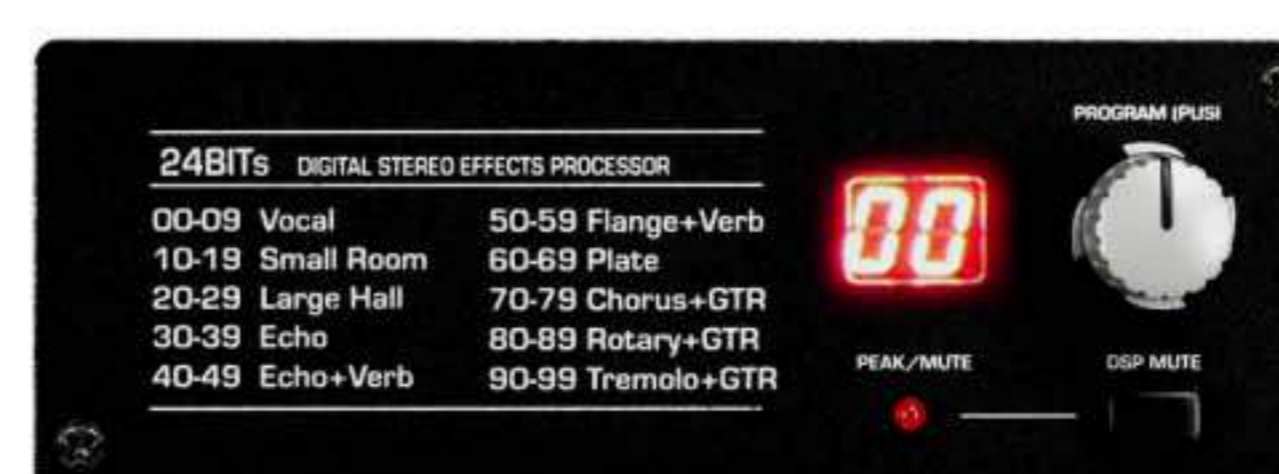 PROGRAM (PUSH
24BITs DIGITAL STEREO EFFECTS PROCESSOR
00-09 Vocal 50-59 Flange+Verb
10-19 Small Room 60-69 Plate
20-29 Large Hall 70-79 Chorus+GTR
30-39 Echo 80-89 Rotary+GTR
40-49 Echo+Verb 90-99 Tremolo+GTR
00
PEAK/MUTE DSP MUTE